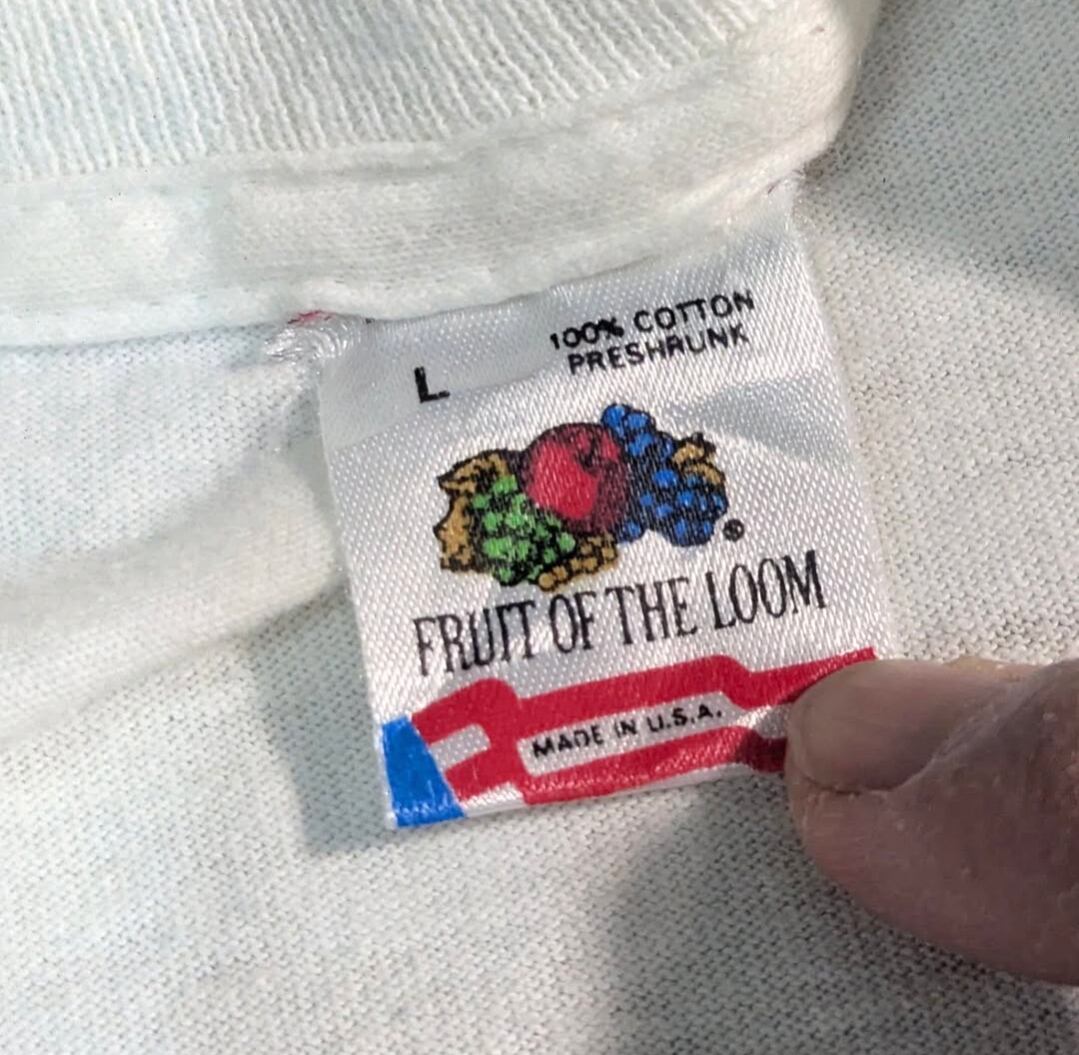 L
100% COTTON
PRESHRUNK
®
FRUIT OF THE LOOM
MADE IN U.S.A.